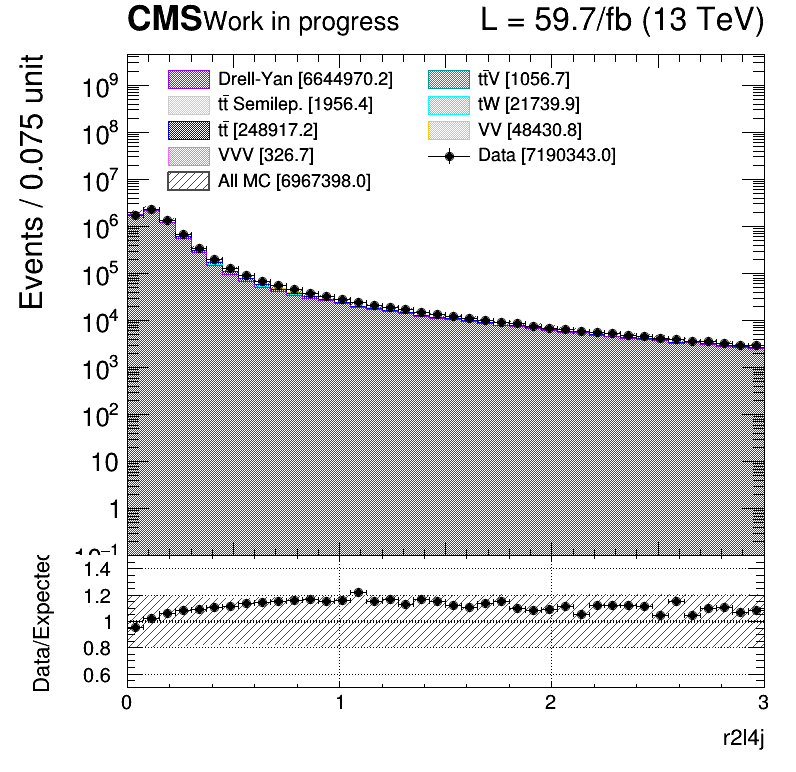 CMS Work in progress L = 59.7/fb (13 TeV)
Events / 0.075 unit
Drell-Yan [6644970.2]
tt̄ Semilep. [1956.4]
tt̄ [248917.2]
VVV [326.7]
All MC [6967398.0]
tt̄V [1056.7]
tW [21739.9]
VV [48430.8]
Data [7190343.0]
10⁹
10⁸
10⁷
10⁶
10⁵
10⁴
10³
10²
10
1
10⁻¹
Data/Expected
1.4
1.2
1
0.8
0.6
0 1 2 3
r2l4j